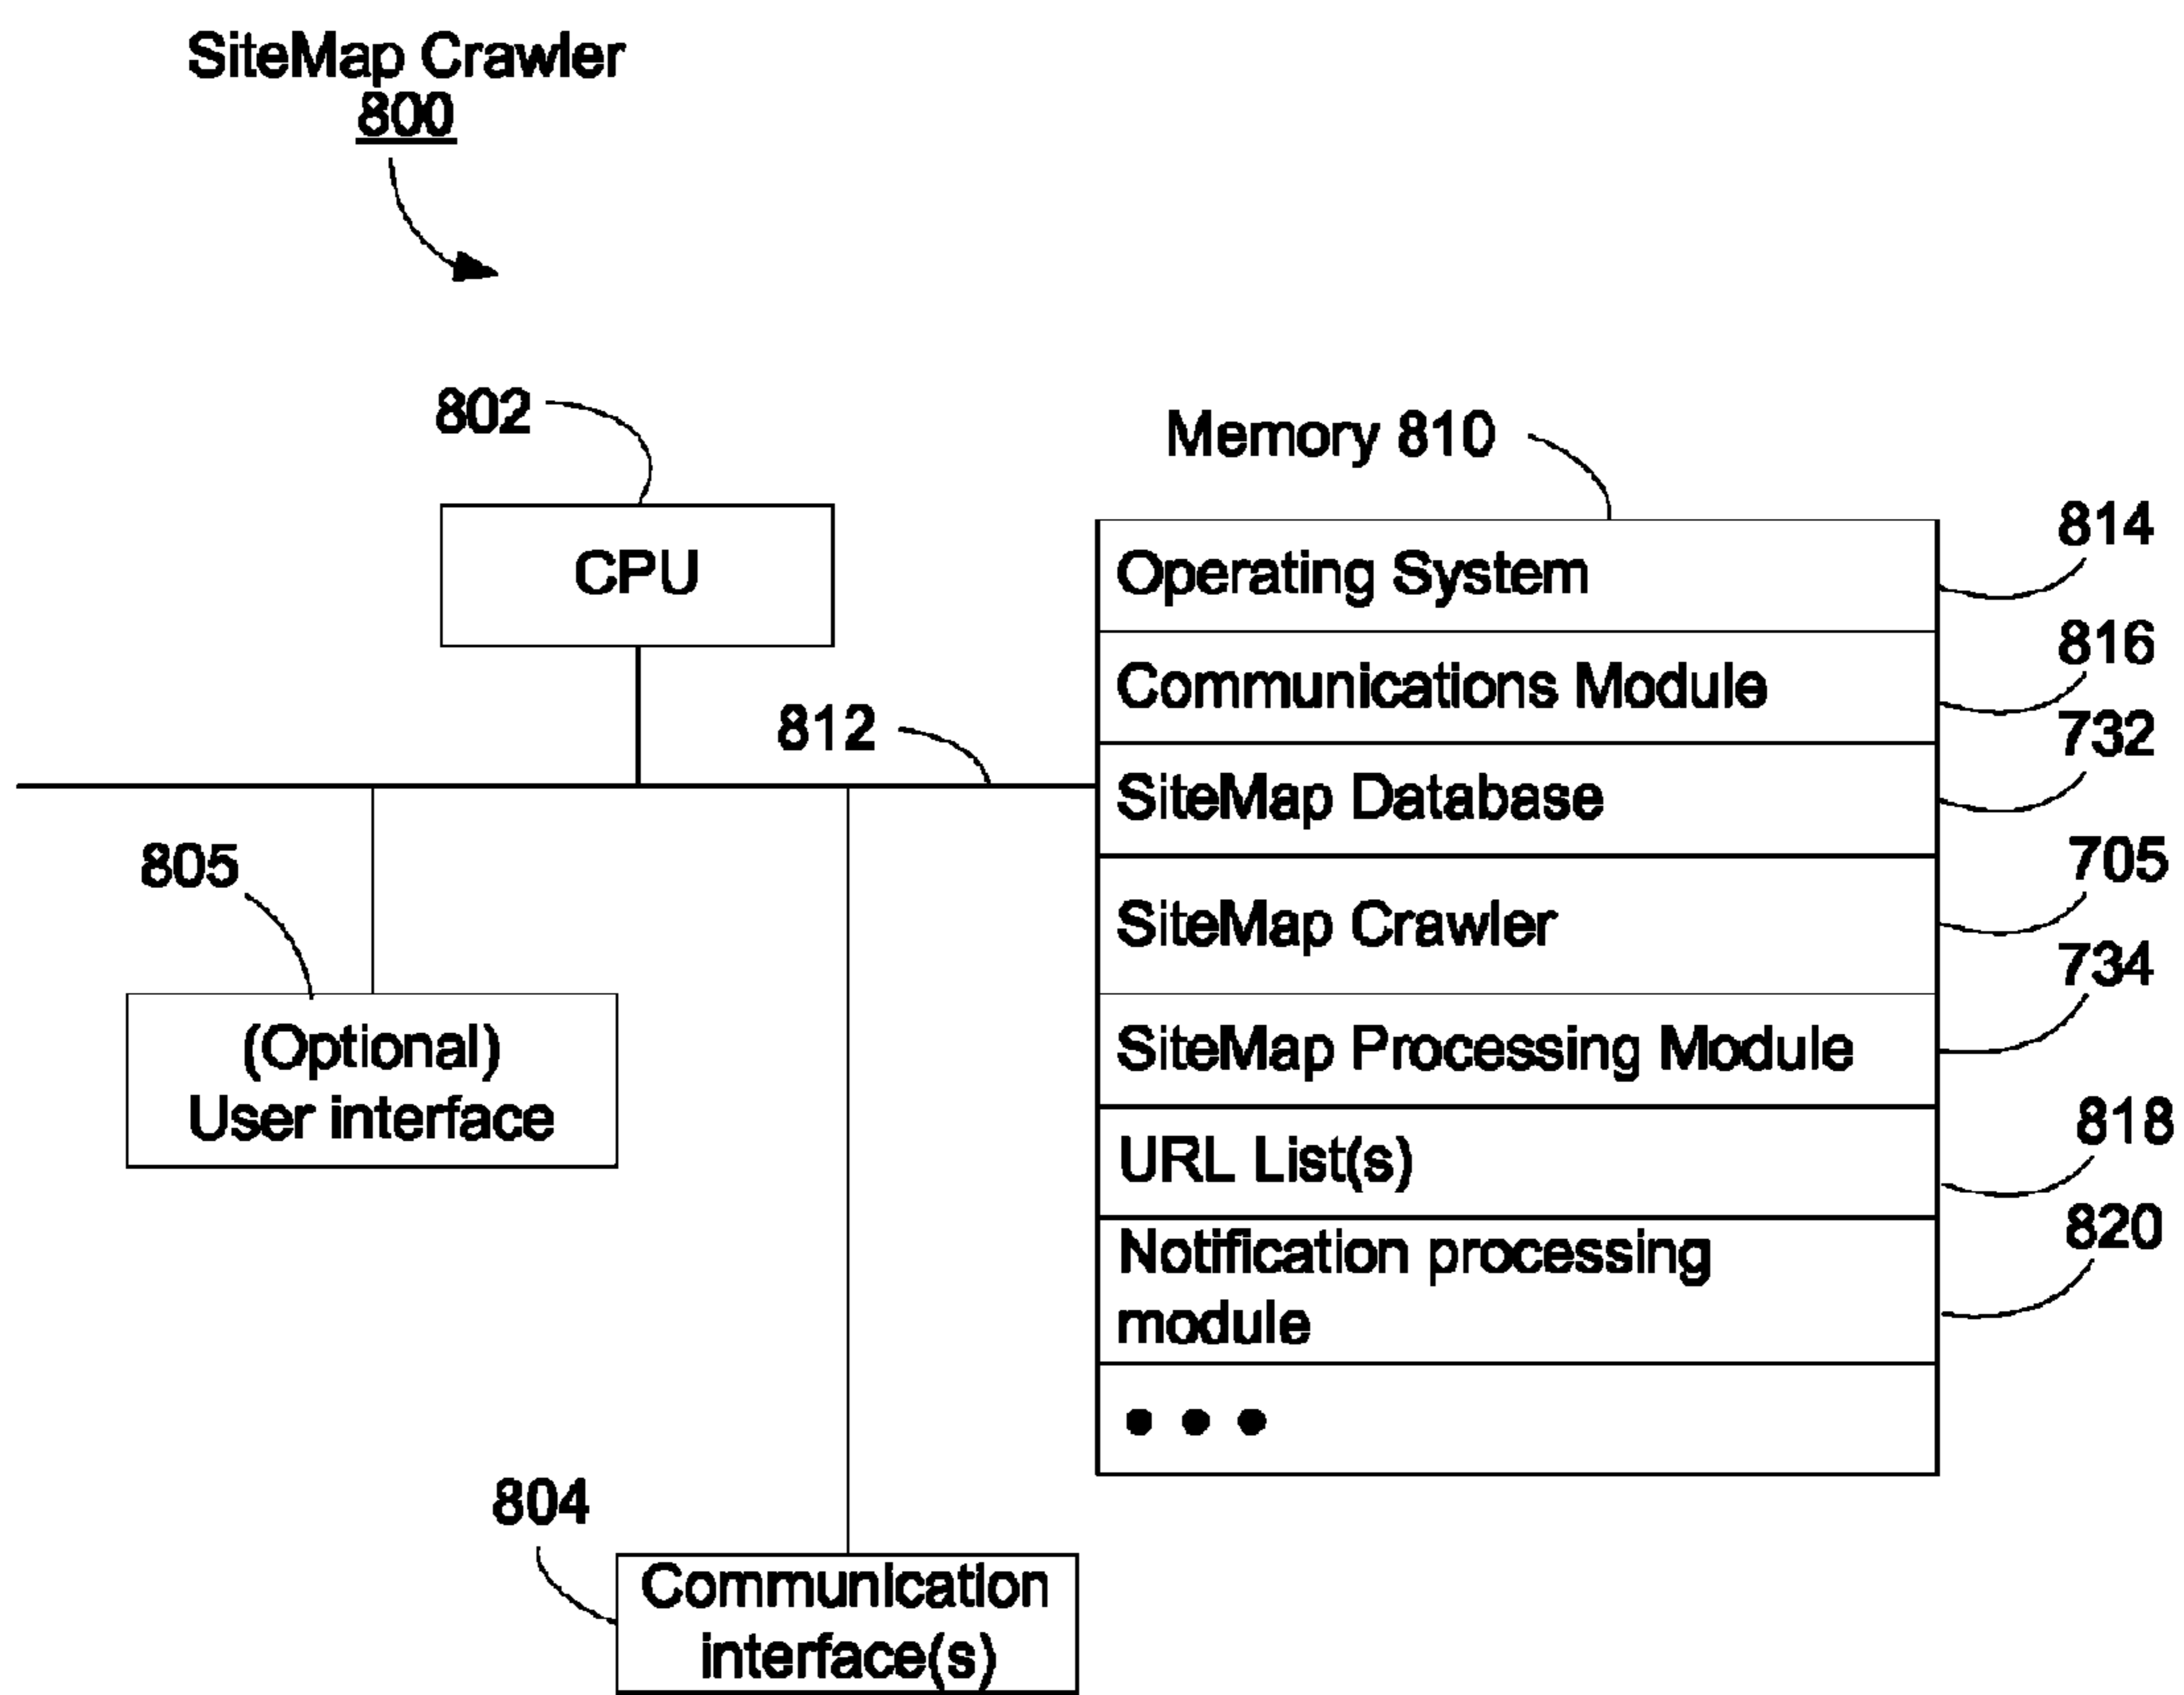 SiteMap Crawler
800
802
Memory 810
CPU
Operating System
814
Communications Module
816
812
SiteMap Database
732
805
SiteMap Crawler
705
(Optional)
User interface
SiteMap Processing Module
734
URL List(s)
818
Notification processing
module
820
804
Communication
interface(s)